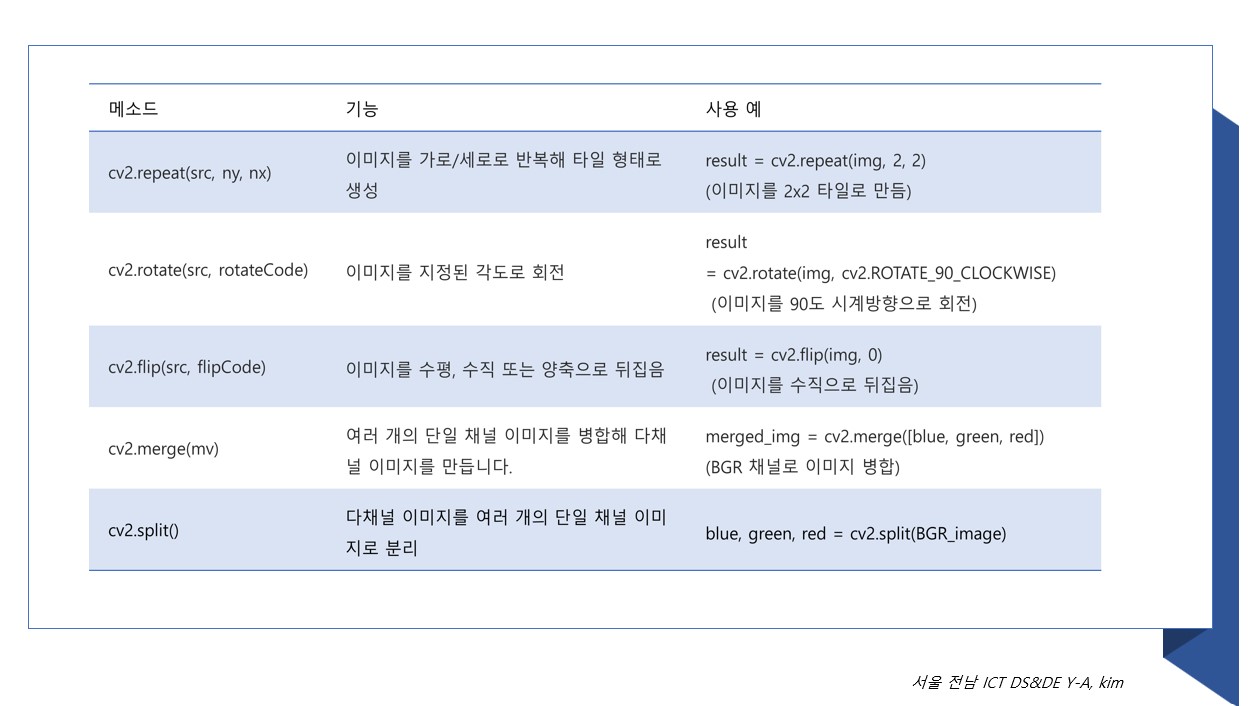 메소드 기능 사용 예
cv2.repeat(src, ny, nx)
이미지를 가로/세로로 반복해 타일 형태로
생성
result = cv2.repeat(img, 2, 2)
(이미지를 2x2 타일로 만듬)
cv2.rotate(src, rotateCode)
이미지를 지정된 각도로 회전
result
= cv2.rotate(img, cv2.ROTATE_90_CLOCKWISE)
(이미지를 90도 시계방향으로 회전)
cv2.flip(src, flipCode)
이미지를 수평, 수직 또는 양축으로 뒤집음
result = cv2.flip(img, 0)
(이미지를 수직으로 뒤집음)
cv2.merge(mv)
여러 개의 단일 채널 이미지를 병합해 다채
널 이미지를 만듭니다.
merged_img = cv2.merge([blue, green, red])
(BGR 채널로 이미지 병합)
cv2.split()
다채널 이미지를 여러 개의 단일 채널 이미
지로 분리
blue, green, red = cv2.split(BGR_image)
서울 전남 ICT DS&DE Y-A, kim